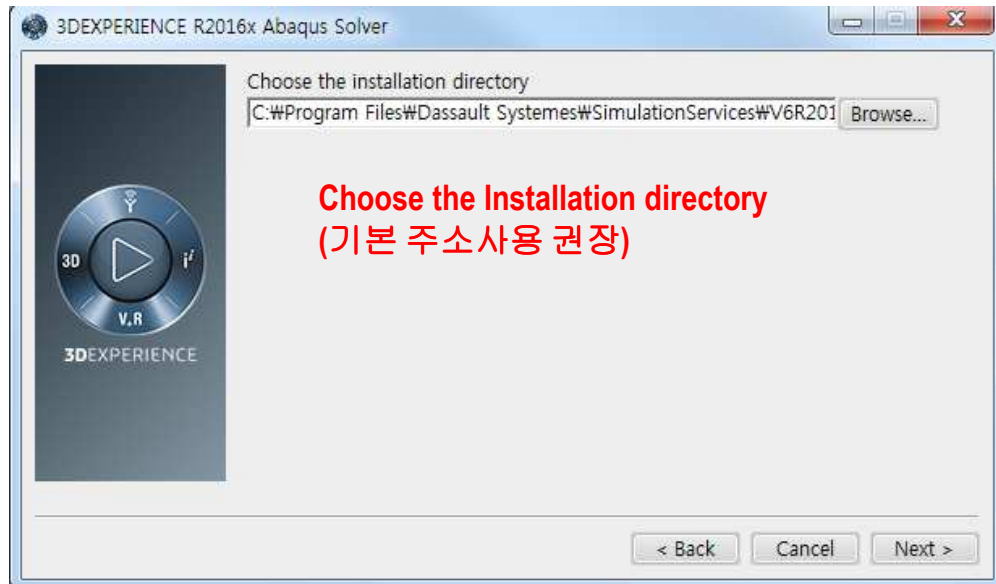 3DEXPERIENCE R2016x Abaqus Solver
Choose the installation directory
C:₩Program Files₩Dassault Systemes₩SimulationServices₩V6R201
Browse...
Choose the Installation directory
(기본 주소사용 권장)
3D
i'
V.R
3DEXPERIENCE
< Back
Cancel
Next >